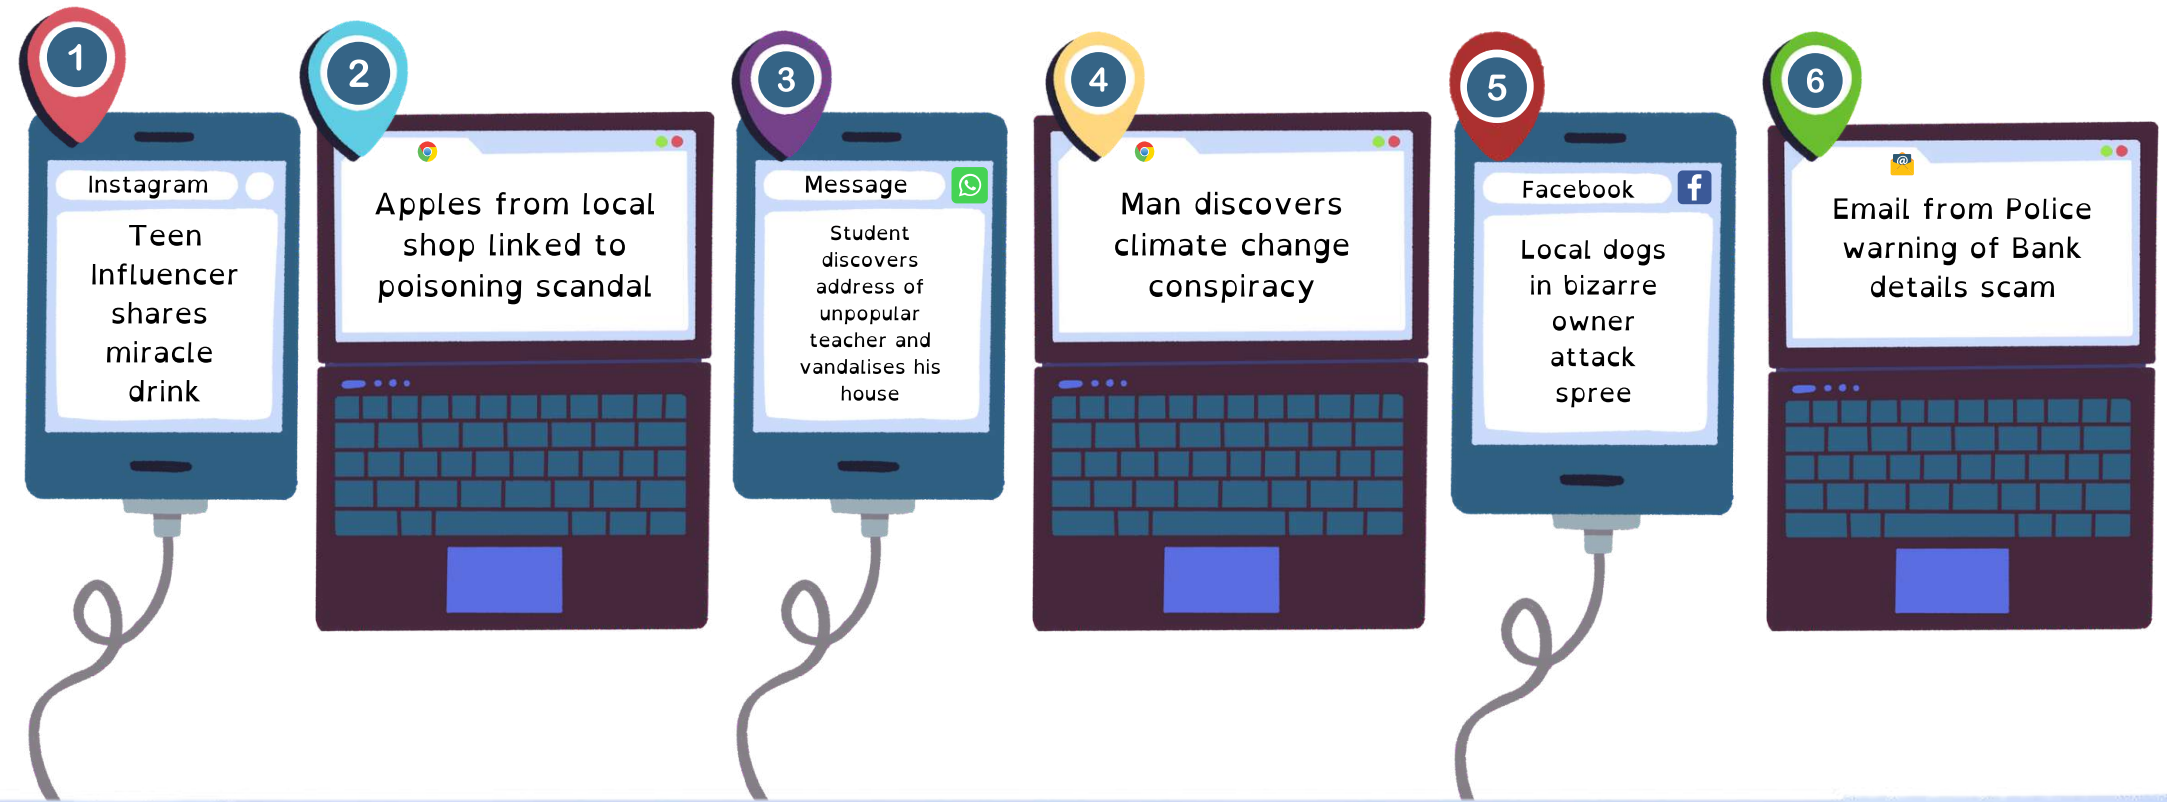 1
Instagram
Teen
Influencer
shares
miracle
drink
2
Apples from local
shop linked to
poisoning scandal
3
Message
Student
discovers
address of
unpopular
teacher and
vandalises his
house
4
Man discovers
climate change
conspiracy
5
Facebook
f
Local dogs
in bizarre
owner
attack
spree
6
@
Email from Police
warning of Bank
details scam